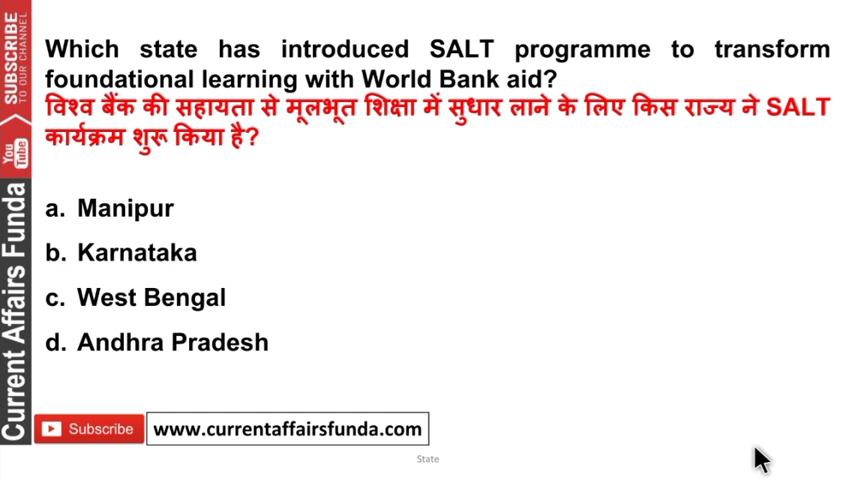 Which state has introduced SALT programme to transform
foundational learning with World Bank aid?
विश्व बैंक की सहायता से मूलभूत शिक्षा में सुधार लाने के लिए किस राज्य ने SALT
कार्यक्रम शुरू किया है?
a. Manipur
b. Karnataka
c. West Bengal
d. Andhra Pradesh
SUBSCRIBE
TO OUR CHANNEL
You
Tube
Current Affairs Funda
Subscribe
www.currentaffairsfunda.com
State